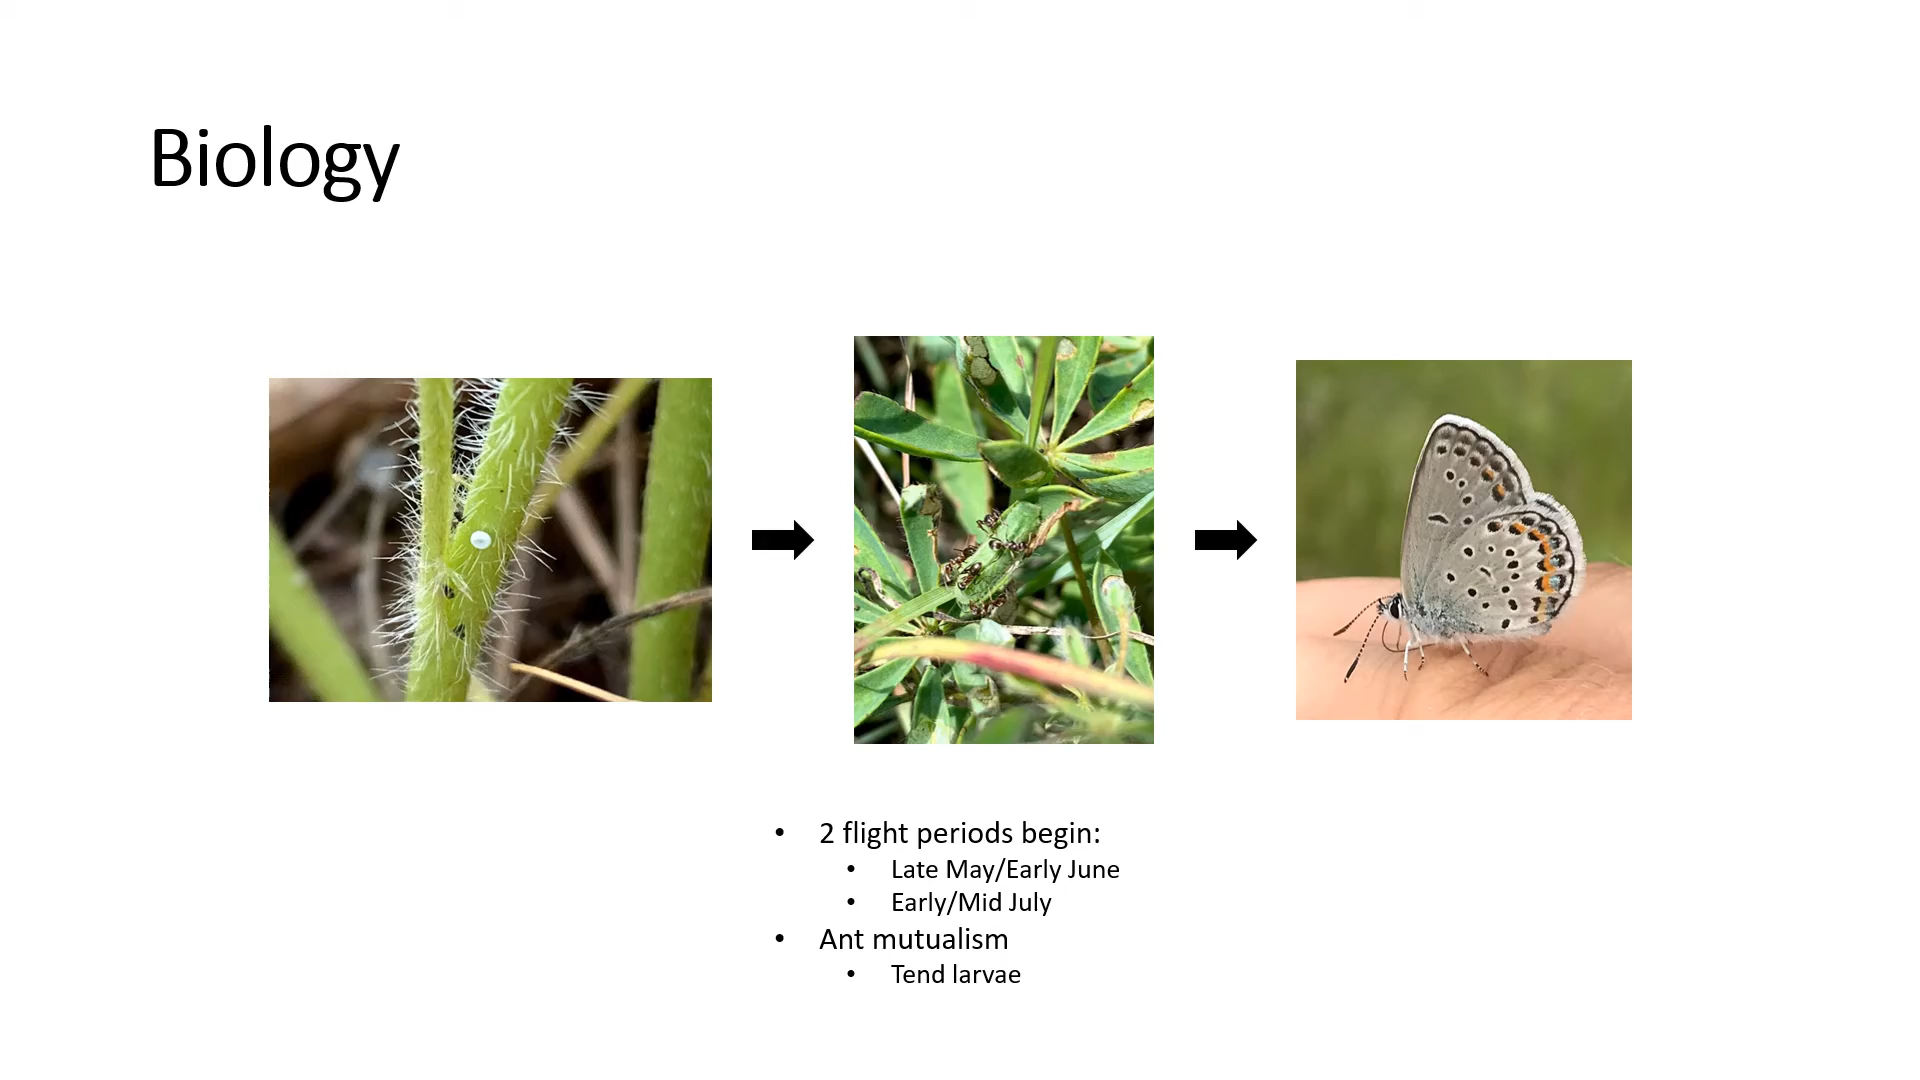 Biology
• 2 flight periods begin:
• Late May/Early June
• Early/Mid July
• Ant mutualism
• Tend larvae